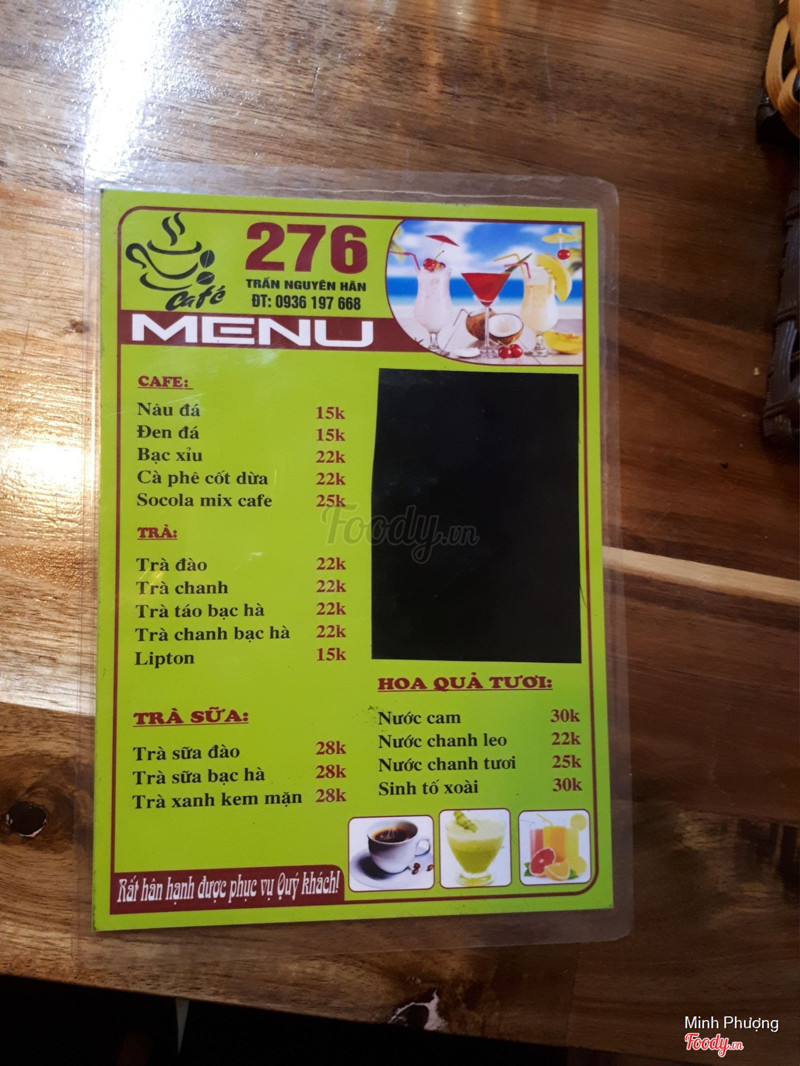 Café
276
TRẦN NGUYÊN HÃN
ĐT: 0936 197 668
MENU
CAFE:
Nâu đá 15k
Đen đá 15k
Bạc xỉu 22k
Cà phê cốt dừa 22k
Socola mix cafe 25k
TRÀ:
Trà đào 22k
Trà chanh 22k
Trà táo bạc hà 22k
Trà chanh bạc hà 22k
Lipton 15k
TRÀ SỮA:
Trà sữa đào 28k
Trà sữa bạc hà 28k
Trà xanh kem mặn 28k
HOA QUẢ TƯƠI:
Nước cam 30k
Nước chanh leo 22k
Nước chanh tươi 25k
Sinh tố xoài 30k
Rất hân hạnh được phục vụ Quý khách!
Foody.vn
Minh Phượng
Foody.vn